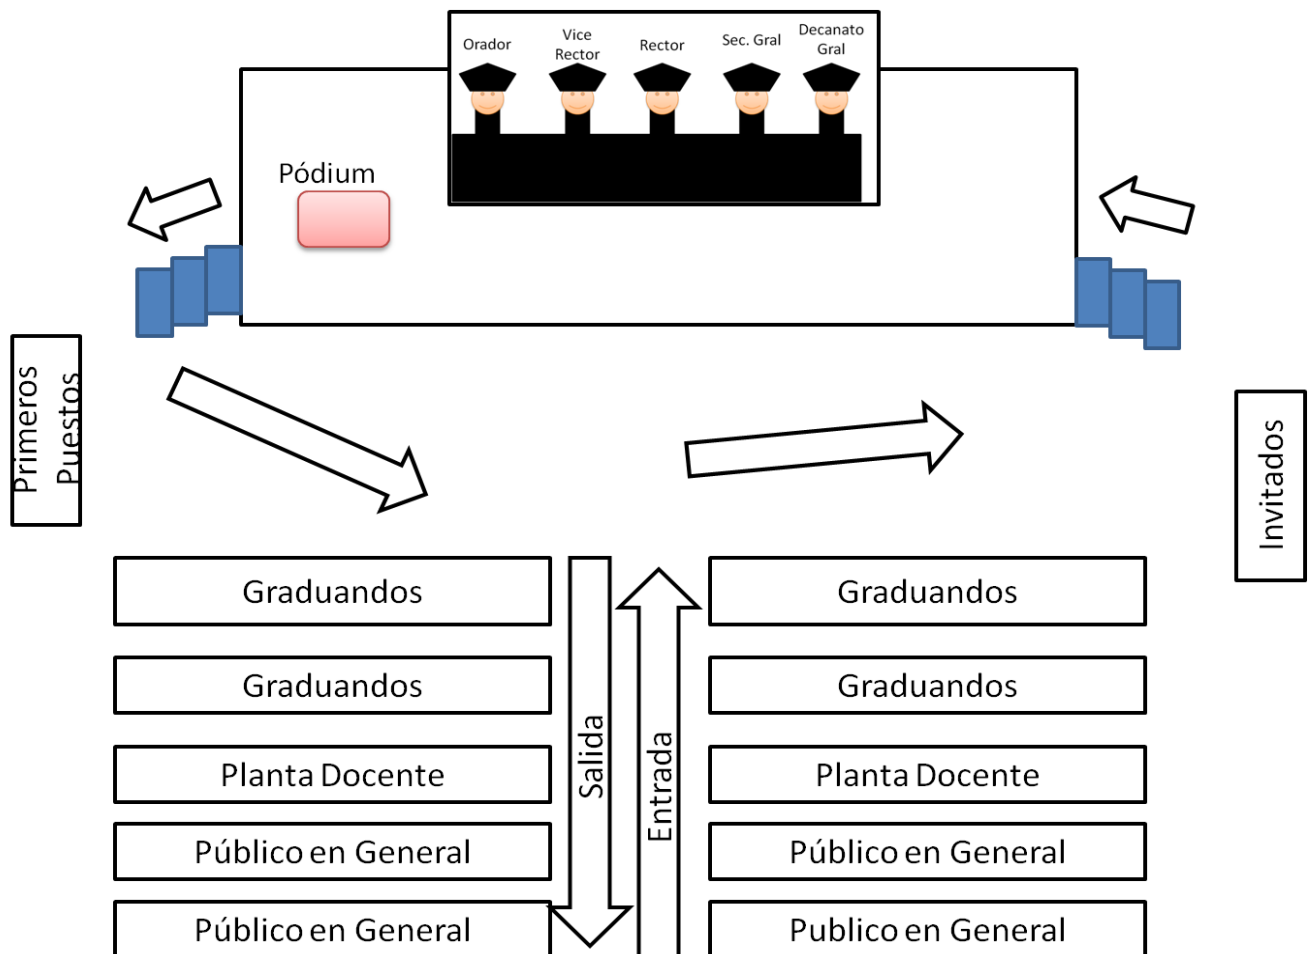 Orador
Vice
Rector
Rector
Sec. Gral
Decanato
Gral
Pódium
Primeros
Puestos
Invitados
Graduandos
Graduandos
Graduandos
Graduandos
Salida
Entrada
Planta Docente
Planta Docente
Público en General
Público en General
Público en General
Publico en General